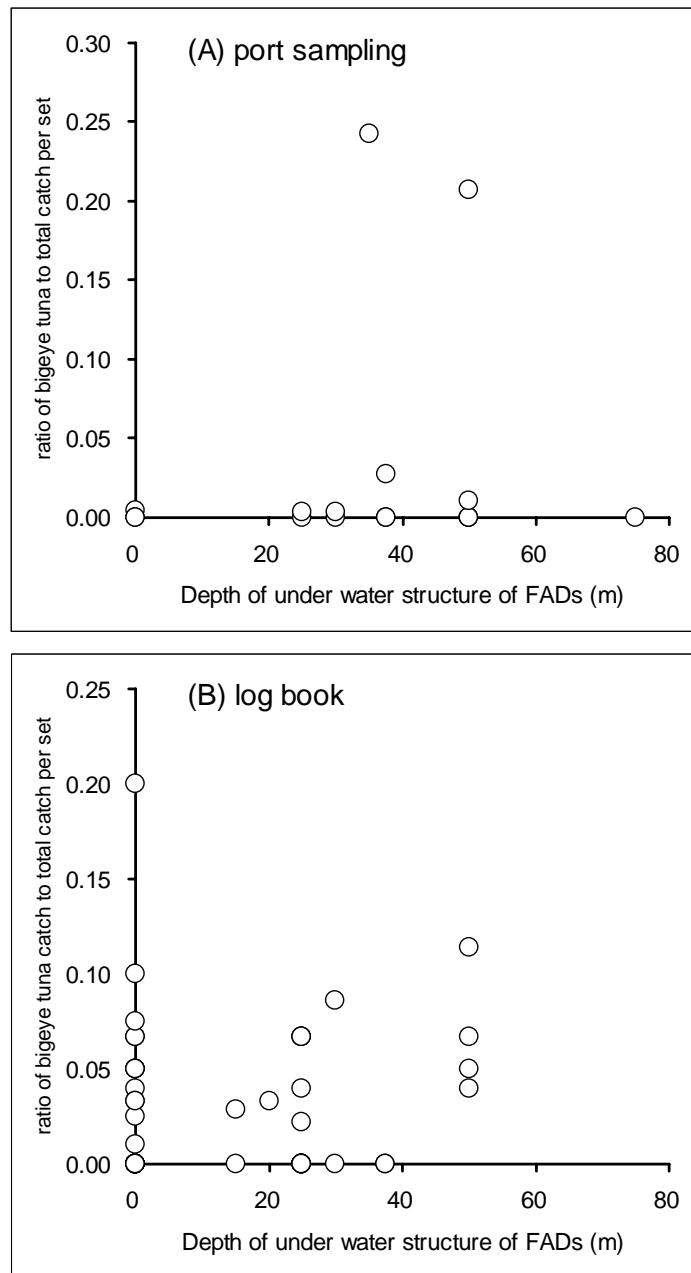 (A) port sampling
ratio of bigeye tuna to total catch per set
0.30
0.25
0.20
0.15
0.10
0.05
0.00
0 20 40 60 80
Depth of under water structure of FADs (m)
(B) log book
ratio of bigeye tuna catch to total catch per set
0.25
0.20
0.15
0.10
0.05
0.00
0 20 40 60 80
Depth of under water structure of FADs (m)